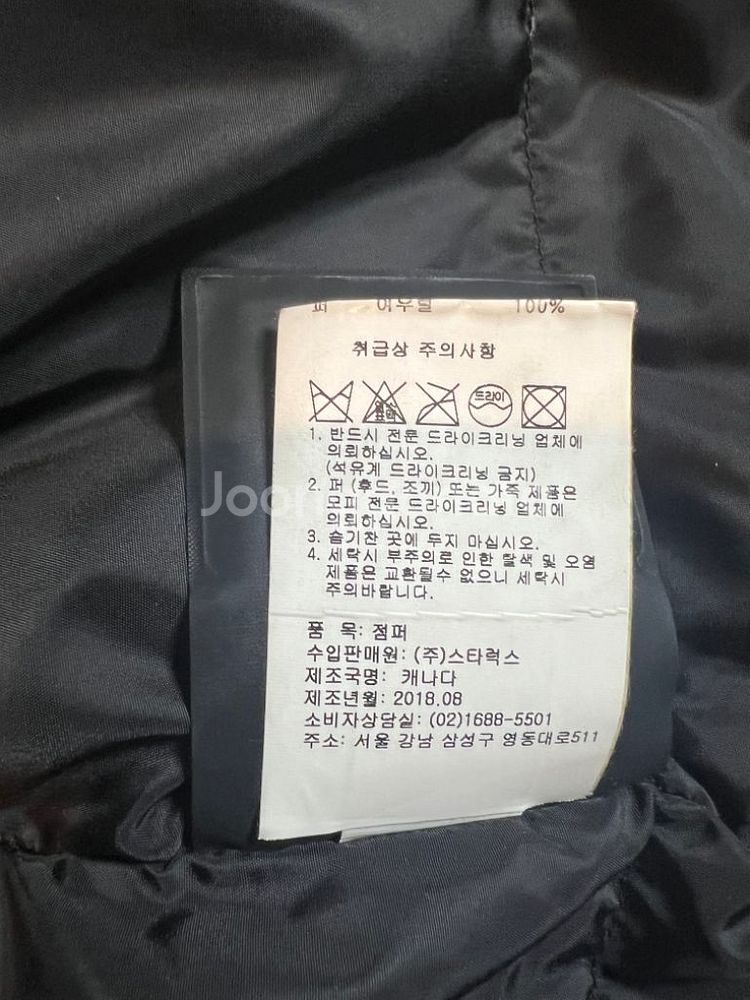 퍼 여우털 100%
취급상 주의사항
드라이
1. 반드시 전문 드라이크리닝 업체에
의뢰하십시오.
(석유계 드라이크리닝 금지)
2. 퍼 (후드, 조끼) 또는 가죽 제품은
모피 전문 드라이크리닝 업체에
의뢰하십시오.
3. 습기찬 곳에 두지 마십시오.
4. 세탁시 부주의로 인한 탈색 및 오염
제품은 교환될수 없으니 세탁시
주의바랍니다.
품 목: 점퍼
수입판매원: (주)스타럭스
제조국명: 캐나다
제조년월: 2018.08
소비자상담실: (02)1688-5501
주소: 서울 강남 삼성구 영동대로511